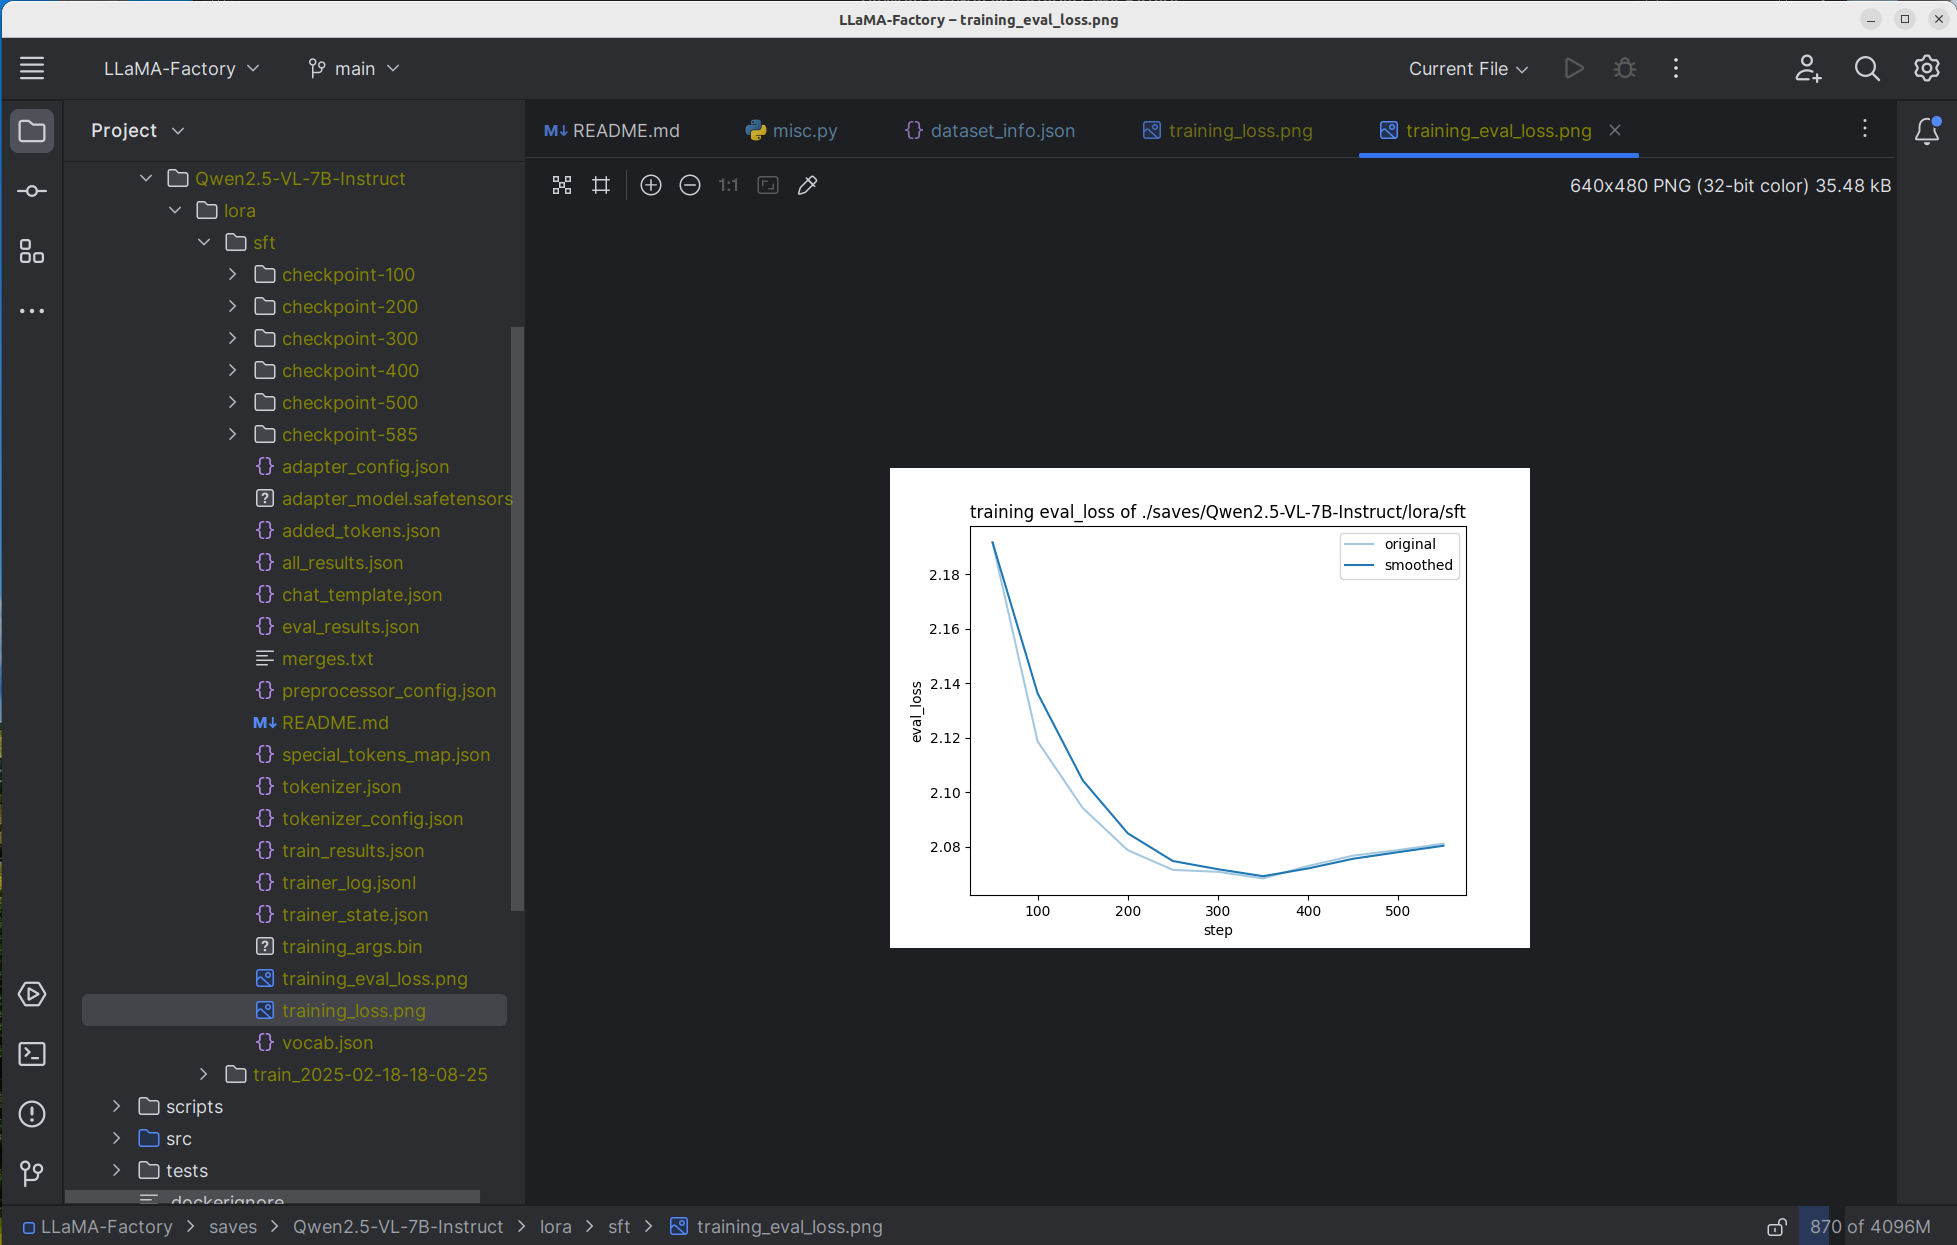 LLaMA-Factory – training_eval_loss.png
LLaMA-Factory
main
Current File
Project
README.md
misc.py
dataset_info.json
training_loss.png
training_eval_loss.png
1:1
640x480 PNG (32-bit color) 35.48 kB
Qwen2.5-VL-7B-Instruct
lora
sft
checkpoint-100
checkpoint-200
checkpoint-300
checkpoint-400
checkpoint-500
checkpoint-585
adapter_config.json
adapter_model.safetensors
added_tokens.json
all_results.json
chat_template.json
eval_results.json
merges.txt
preprocessor_config.json
README.md
special_tokens_map.json
tokenizer.json
tokenizer_config.json
train_results.json
trainer_log.jsonl
trainer_state.json
training_args.bin
training_eval_loss.png
training_loss.png
vocab.json
train_2025-02-18-18-08-25
scripts
src
tests
.dockerignore
training eval_loss of ./saves/Qwen2.5-VL-7B-Instruct/lora/sft
original
smoothed
2.18
2.16
2.14
2.12
2.10
2.08
eval_loss
100 200 300 400 500
step
LLaMA-Factory > saves > Qwen2.5-VL-7B-Instruct > lora > sft > training_eval_loss.png
870 of 4096M